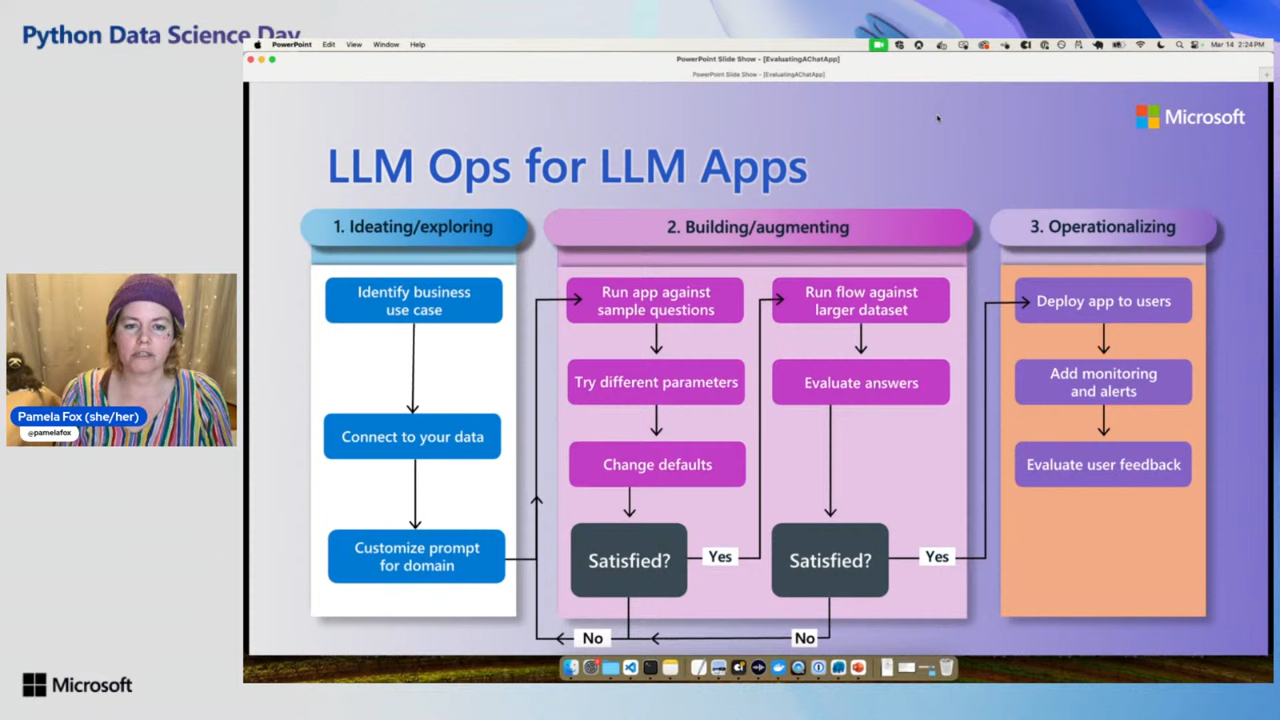 Python Data Science Day
PowerPoint Edit View Window Help
Mar 14 2:24 PM
PowerPoint Slide Show - [EvaluatingAChatApp]
PowerPoint Slide Show - [EvaluatingAChatApp]
Microsoft
LLM Ops for LLM Apps
1. Ideating/exploring
Identify business
use case
Connect to your data
Customize prompt
for domain
2. Building/augmenting
Run app against
sample questions
Try different parameters
Change defaults
Satisfied?
Yes
No
Run flow against
larger dataset
Evaluate answers
Satisfied?
Yes
No
3. Operationalizing
Deploy app to users
Add monitoring
and alerts
Evaluate user feedback
Pamela Fox (she/her)
@pamelafox
Microsoft